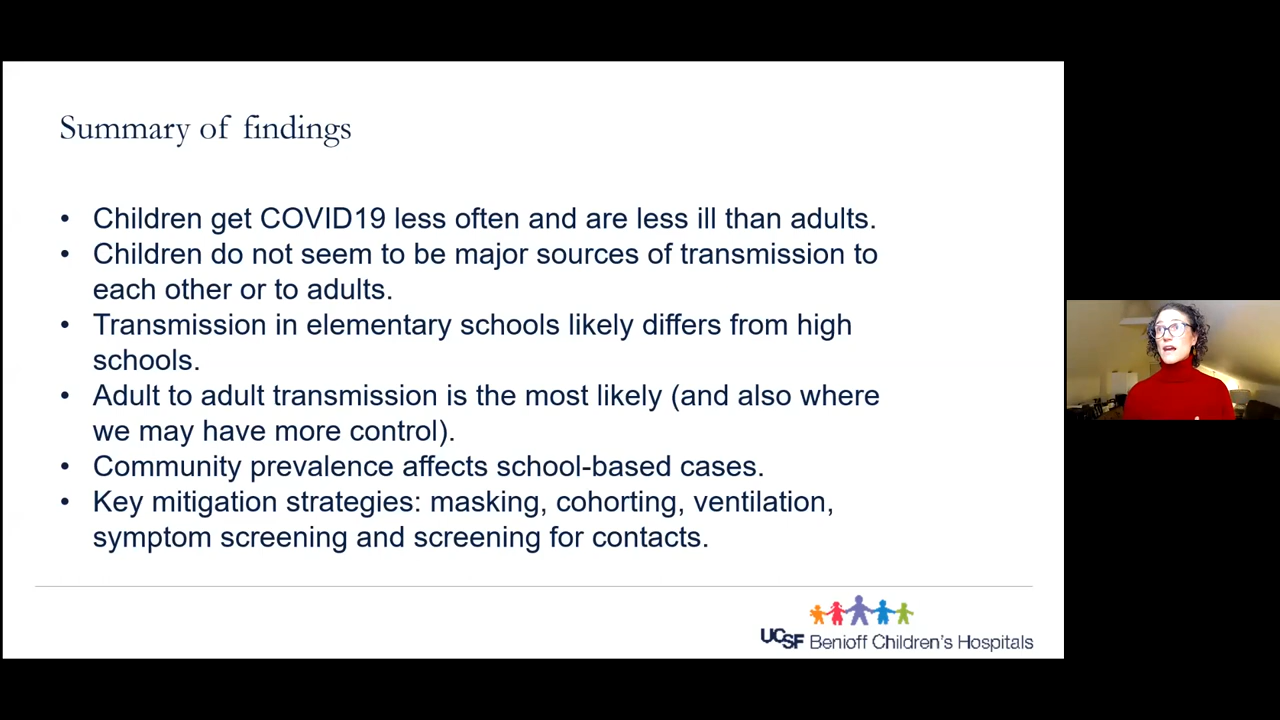 Summary of findings
• Children get COVID19 less often and are less ill than adults.
• Children do not seem to be major sources of transmission to
each other or to adults.
• Transmission in elementary schools likely differs from high
schools.
• Adult to adult transmission is the most likely (and also where
we may have more control).
• Community prevalence affects school-based cases.
• Key mitigation strategies: masking, cohorting, ventilation,
symptom screening and screening for contacts.
UCSF Benioff Children's Hospitals